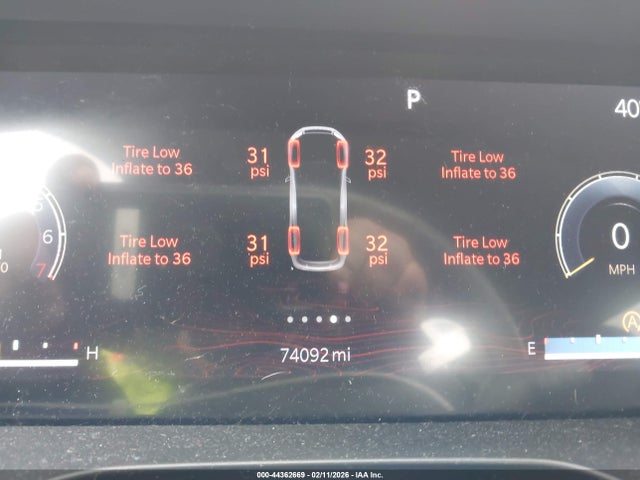 P
40
Tire Low
Inflate to 36
31
psi
32
psi
Tire Low
Inflate to 36
Tire Low
Inflate to 36
31
psi
32
psi
Tire Low
Inflate to 36
6
7
0
0
MPH
A
H
E
74092 mi
000-44362669 - 02/11/2026 - IAA Inc.